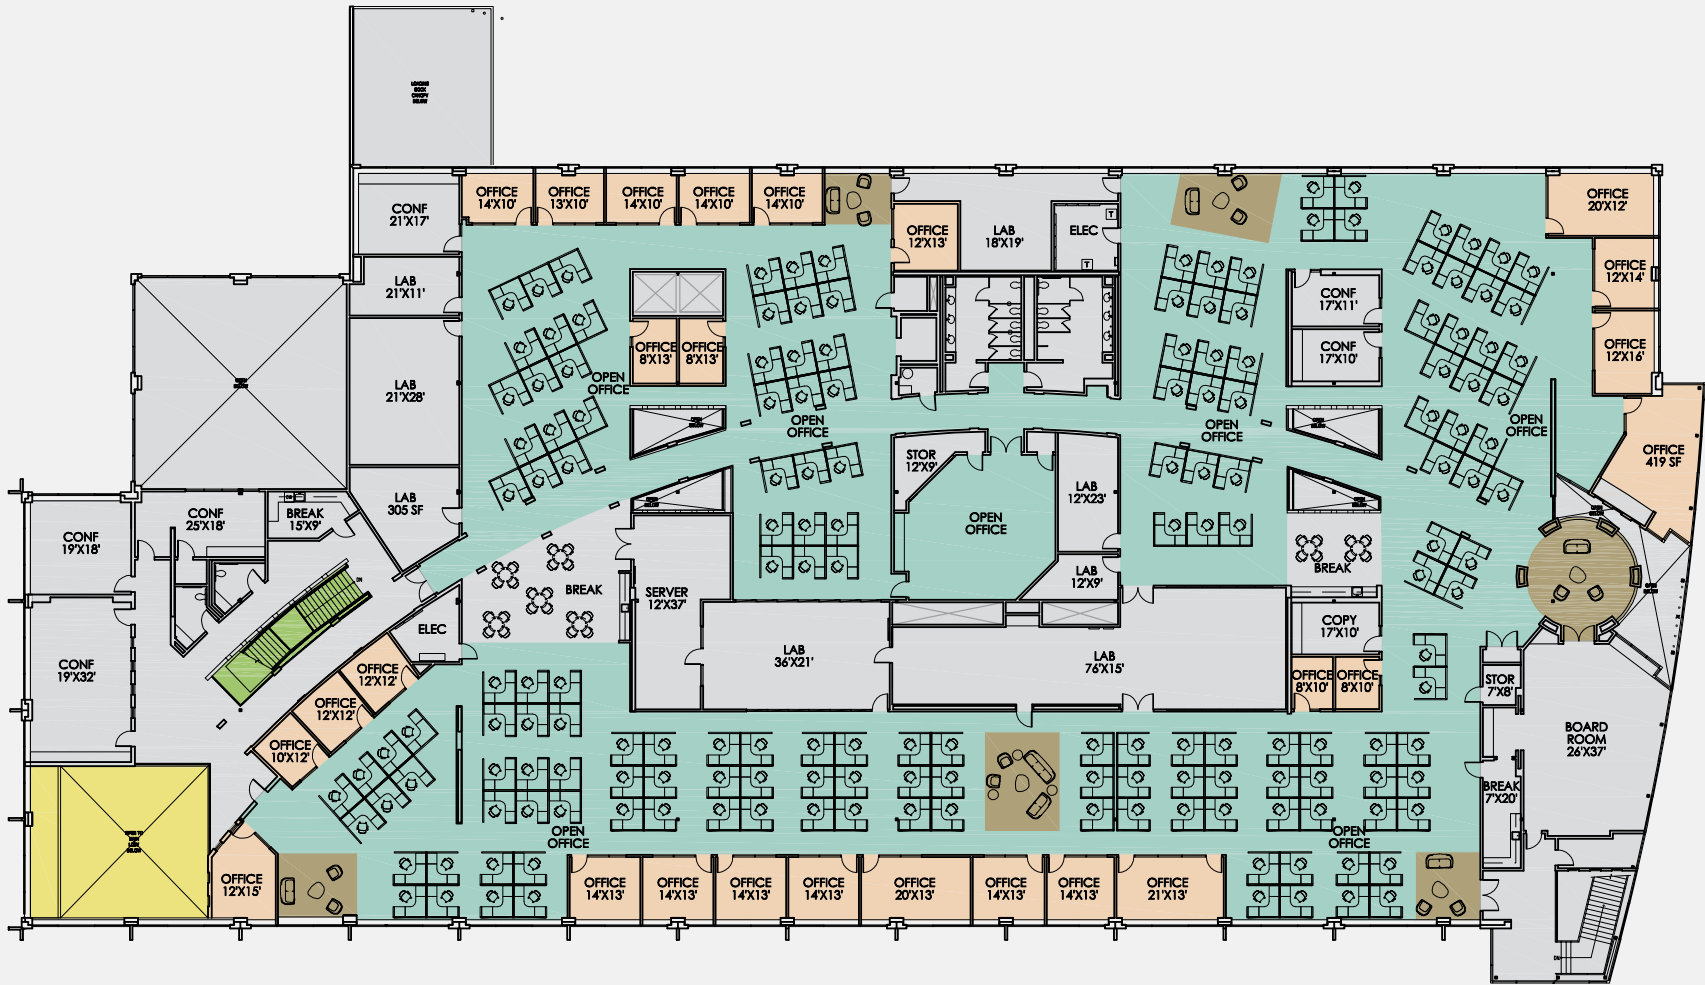 LOADING
DOCK
CANOPY
BELOW
OFFICE
14'X10'
OFFICE
13'X10'
OFFICE
14'X10'
OFFICE
14'X10'
OFFICE
14'X10'
CONF
21'X17'
OFFICE
12'X13'
LAB
18'X19'
ELEC
T
T
OFFICE
20'X12'
LAB
21'X11'
OFFICE
12'X14'
CONF
17'X11'
OFFICE
8'X13'
OFFICE
8'X13'
CONF
17'X10'
OFFICE
12'X16'
LAB
21'X28'
OPEN
OFFICE
OPEN
OFFICE
OPEN
OFFICE
OPEN
OFFICE
OFFICE
419 SF
STOR
12'X9'
LAB
12'X23'
LAB
305 SF
BREAK
15'X9'
DN
CONF
25'X18'
CONF
19'X18'
OPEN
OFFICE
BREAK
LAB
12'X9'
DN
BREAK
SERVER
12'X37'
COPY
17'X10'
ELEC
CONF
19'X32'
LAB
36'X21'
LAB
76'X15'
OFFICE
12'X12'
OFFICE
12'X12'
OFFICE
10'X12'
OFFICE
8'X10'
OFFICE
8'X10'
STOR
7'X8'
BOARD
ROOM
26'X37'
BREAK
7'X20'
OPEN
OFFICE
OPEN
OFFICE
OFFICE
12'X15'
OFFICE
14'X13'
OFFICE
14'X13'
OFFICE
14'X13'
OFFICE
14'X13'
OFFICE
20'X13'
OFFICE
14'X13'
OFFICE
14'X13'
OFFICE
21'X13'
DN